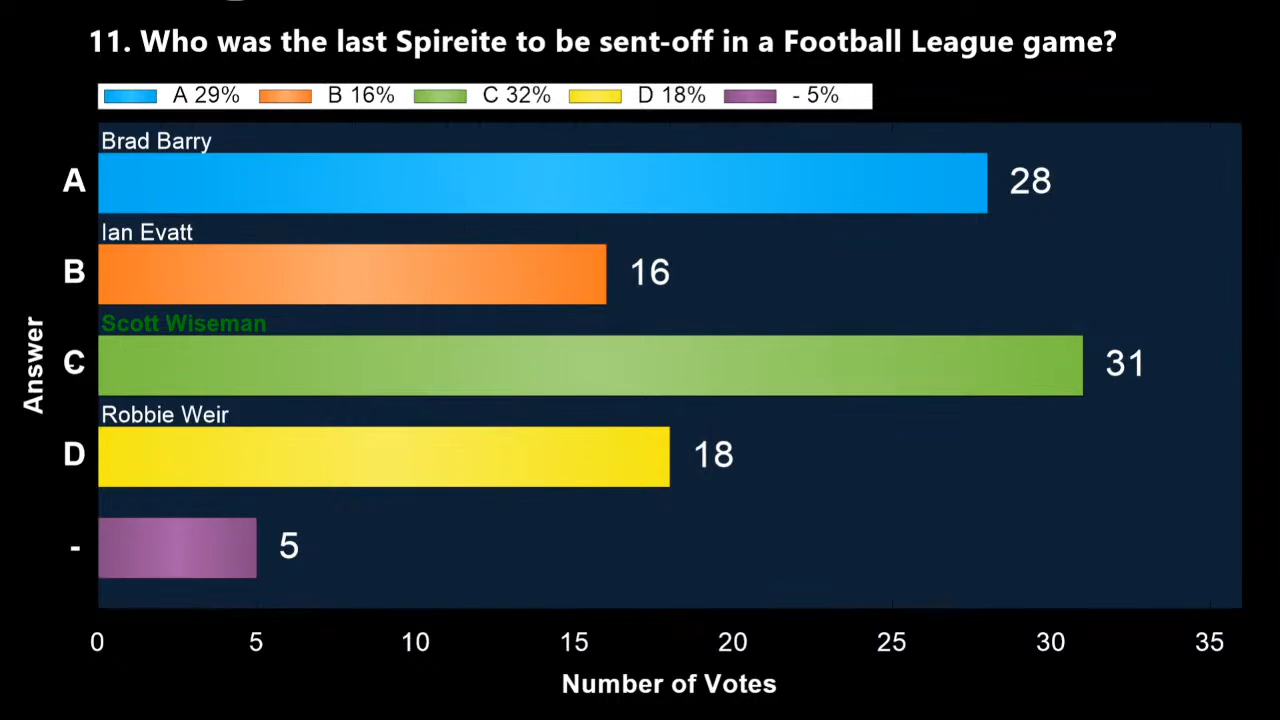 11. Who was the last Spireite to be sent-off in a Football League game?
A 29% B 16% C 32% D 18% - 5%
Brad Barry
A 28
Ian Evatt
B 16
Scott Wiseman
C 31
Robbie Weir
D 18
- 5
Answer
0 5 10 15 20 25 30 35
Number of Votes